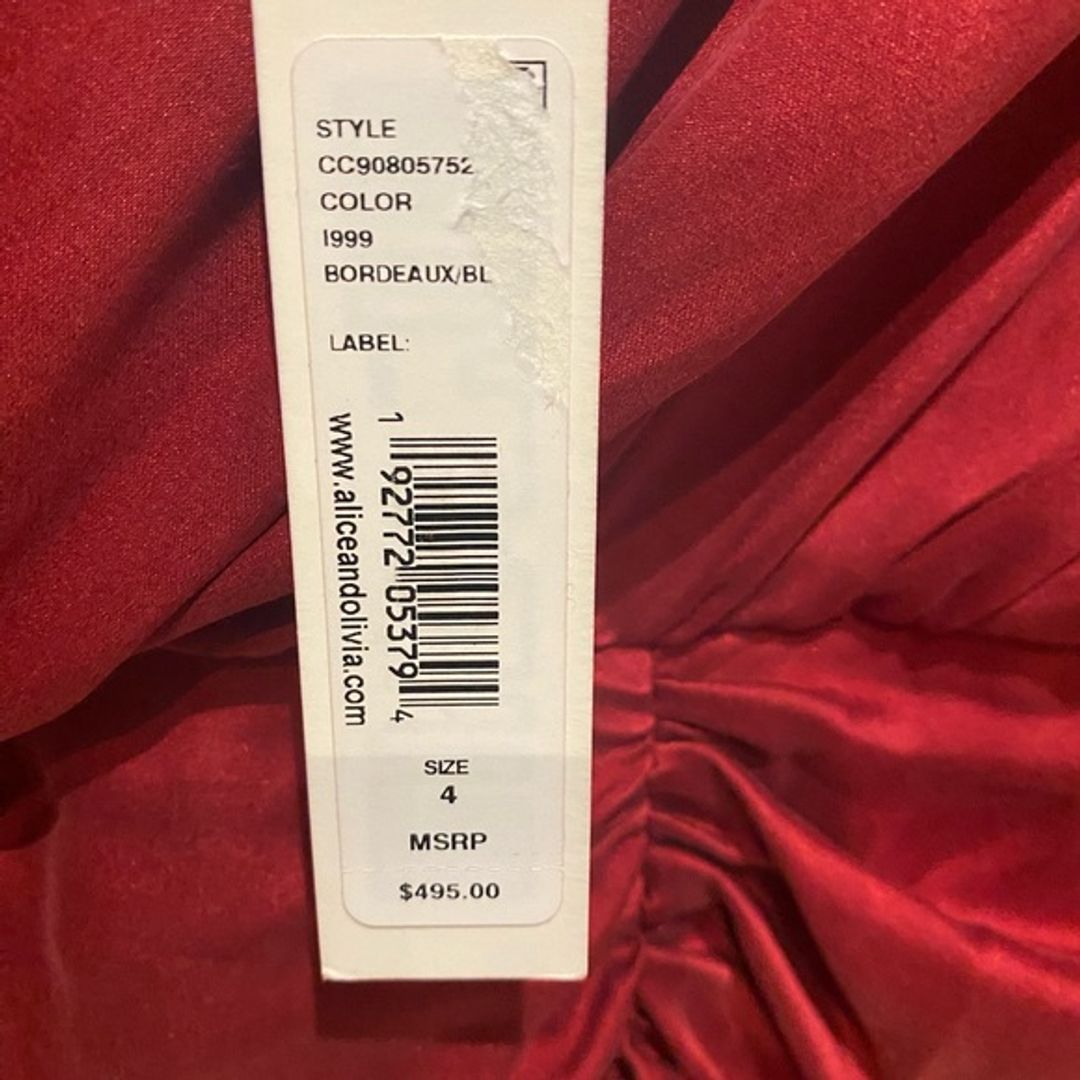 STYLE
CC90805752
COLOR
I999
BORDEAUX/BL
LABEL:
1 92772 05379 4
www.aliceandolivia.com
SIZE
4
MSRP
$495.00